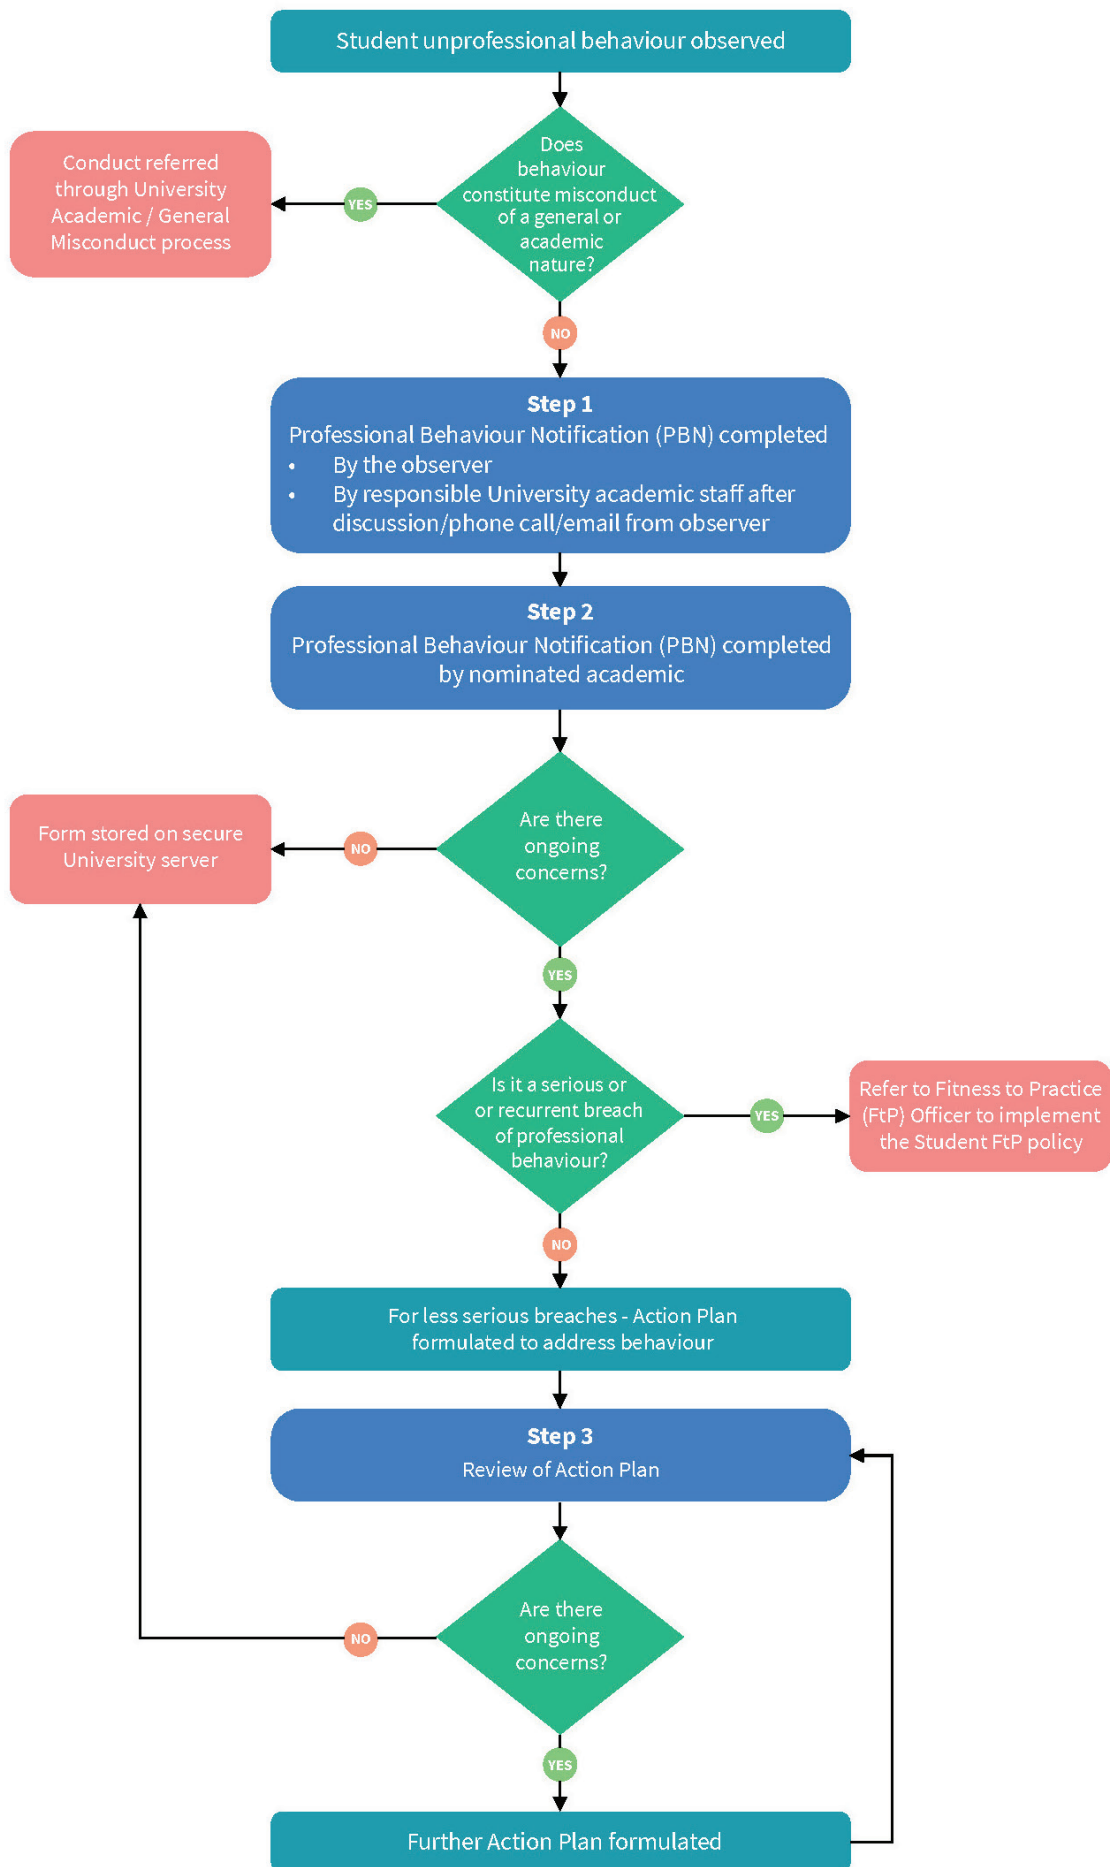 Student unprofessional behaviour observed
Does
behaviour
constitute misconduct
of a general or
academic
nature?
YES
Conduct referred
through University
Academic / General
Misconduct process
NO
Step 1
Professional Behaviour Notification (PBN) completed
• By the observer
• By responsible University academic staff after
discussion/phone call/email from observer
Step 2
Professional Behaviour Notification (PBN) completed
by nominated academic
Are there
ongoing
concerns?
NO
Form stored on secure
University server
YES
Is it a serious or
or recurrent breach
of professional
behaviour?
YES
Refer to Fitness to Practice
(FtP) Officer to implement
the Student FtP policy
NO
For less serious breaches - Action Plan
formulated to address behaviour
Step 3
Review of Action Plan
Are there
ongoing
concerns?
NO
YES
Further Action Plan formulated